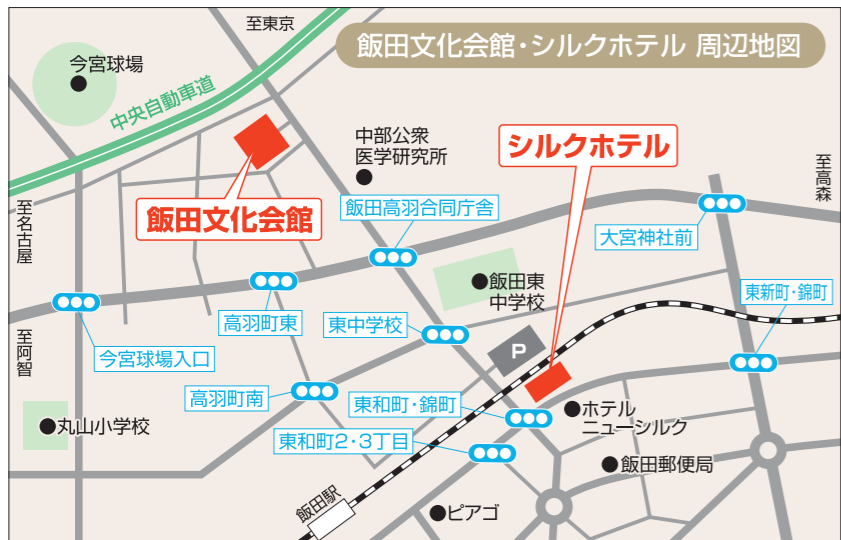 至東京
飯田文化会館・シルクホテル 周辺地図
今宮球場
中央自動車道
中部公衆
医学研究所
シルクホテル
至高森
飯田文化会館
飯田高羽合同庁舎
至名古屋
大宮神社前
飯田東
中学校
東新町・錦町
高羽町東
東中学校
至阿智
今宮球場入口
P
高羽町南
東和町・錦町
ホテル
ニューシルク
丸山小学校
東和町2・3丁目
飯田郵便局
飯田駅
ピアゴ